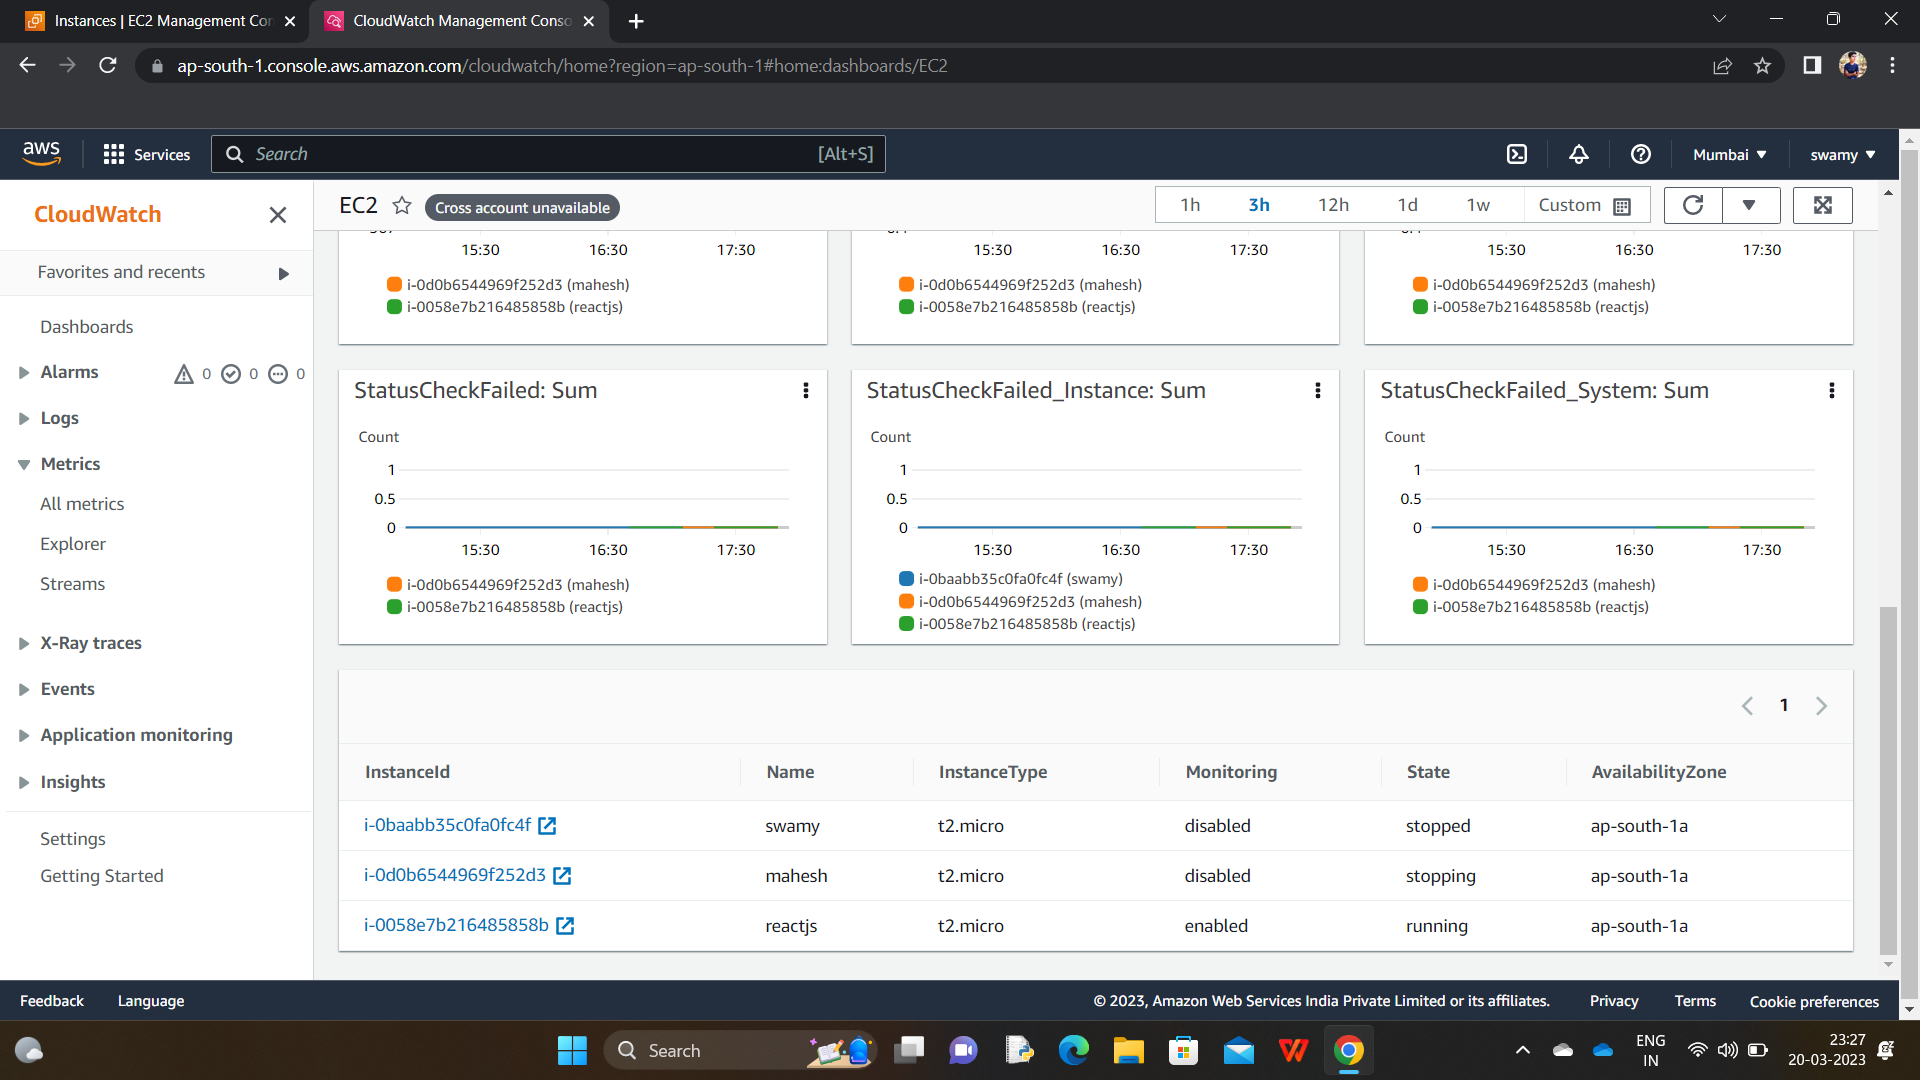 Instances | EC2 Management Con
CloudWatch Management Conso
ap-south-1.console.aws.amazon.com/cloudwatch/home?region=ap-south-1#home:dashboards/EC2
aws
Services
Search
[Alt+S]
Mumbai
swamy
CloudWatch
Favorites and recents
Dashboards
Alarms 0 0 0
Logs
Metrics
All metrics
Explorer
Streams
X-Ray traces
Events
Application monitoring
Insights
Settings
Getting Started
EC2 Cross account unavailable
1h 3h 12h 1d 1w Custom
15:30 16:30 17:30
i-0d0b6544969f252d3 (mahesh)
i-0058e7b216485858b (reactjs)
15:30 16:30 17:30
i-0d0b6544969f252d3 (mahesh)
i-0058e7b216485858b (reactjs)
15:30 16:30 17:30
i-0d0b6544969f252d3 (mahesh)
i-0058e7b216485858b (reactjs)
StatusCheckFailed: Sum
Count
1
0.5
0
15:30 16:30 17:30
i-0d0b6544969f252d3 (mahesh)
i-0058e7b216485858b (reactjs)
StatusCheckFailed_Instance: Sum
Count
1
0.5
0
15:30 16:30 17:30
i-0baabb35c0fa0fc4f (swamy)
i-0d0b6544969f252d3 (mahesh)
i-0058e7b216485858b (reactjs)
StatusCheckFailed_System: Sum
Count
1
0.5
0
15:30 16:30 17:30
i-0d0b6544969f252d3 (mahesh)
i-0058e7b216485858b (reactjs)
1
InstanceId Name InstanceType Monitoring State AvailabilityZone
i-0baabb35c0fa0fc4f swamy t2.micro disabled stopped ap-south-1a
i-0d0b6544969f252d3 mahesh t2.micro disabled stopping ap-south-1a
i-0058e7b216485858b reactjs t2.micro enabled running ap-south-1a
Feedback Language © 2023, Amazon Web Services India Private Limited or its affiliates. Privacy Terms Cookie preferences
Search
ENG
IN
23:27
20-03-2023